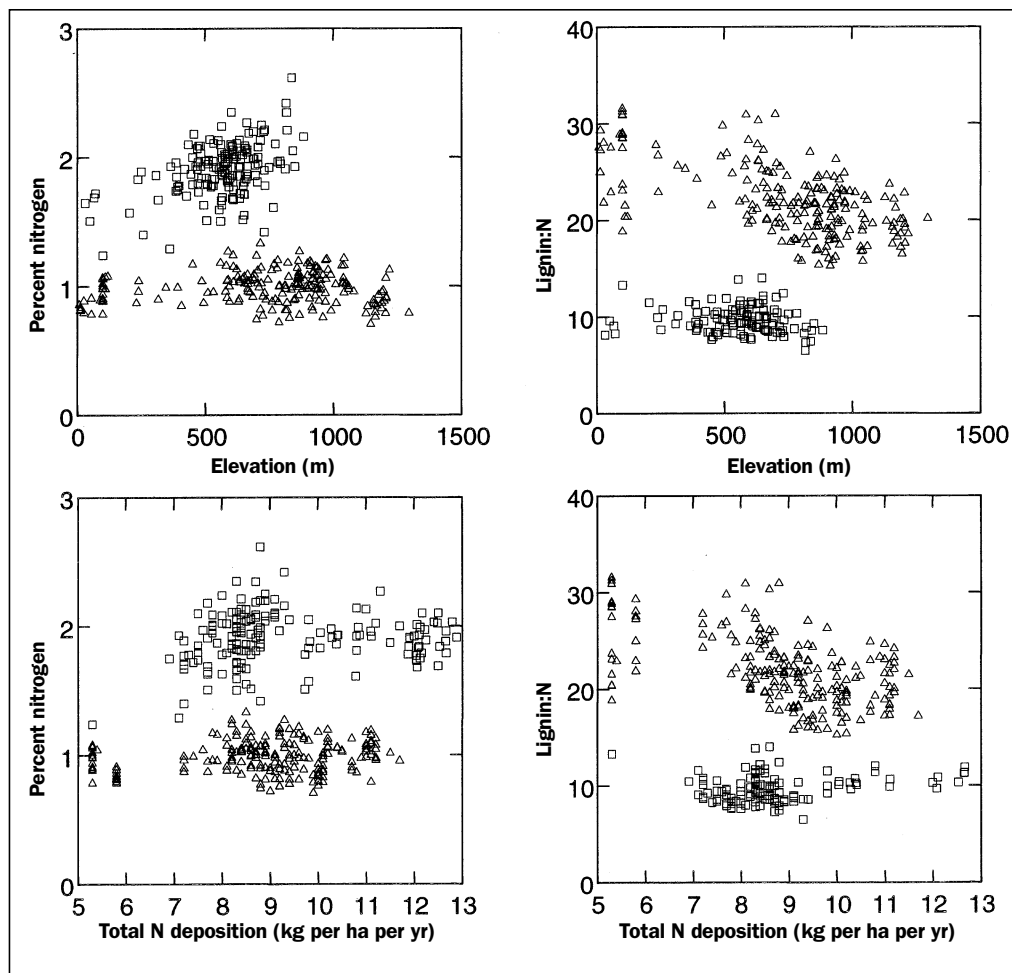 3
2
1
0
Percent nitrogen
0
500
1000
1500
Elevation (m)
40
30
20
10
0
Lignin:N
0
500
1000
1500
Elevation (m)
3
2
1
0
Percent nitrogen
5 6 7 8 9 10 11 12 13
Total N deposition (kg per ha per yr)
40
30
20
10
0
Lignin:N
5 6 7 8 9 10 11 12 13
Total N deposition (kg per ha per yr)